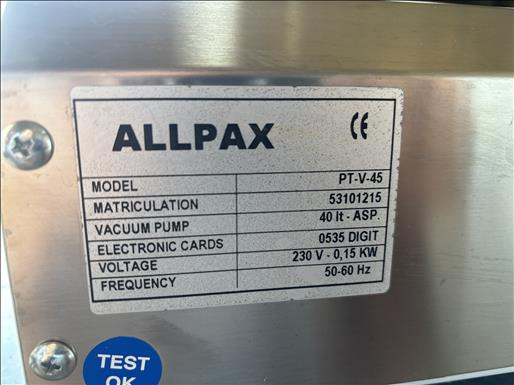 ALLPAX CE
MODEL PT-V-45
MATRICULATION 53101215
VACUUM PUMP 40 lt - ASP.
ELECTRONIC CARDS 0535 DIGIT
VOLTAGE 230 V - 0,15 KW
FREQUENCY 50-60 Hz
TEST
OK